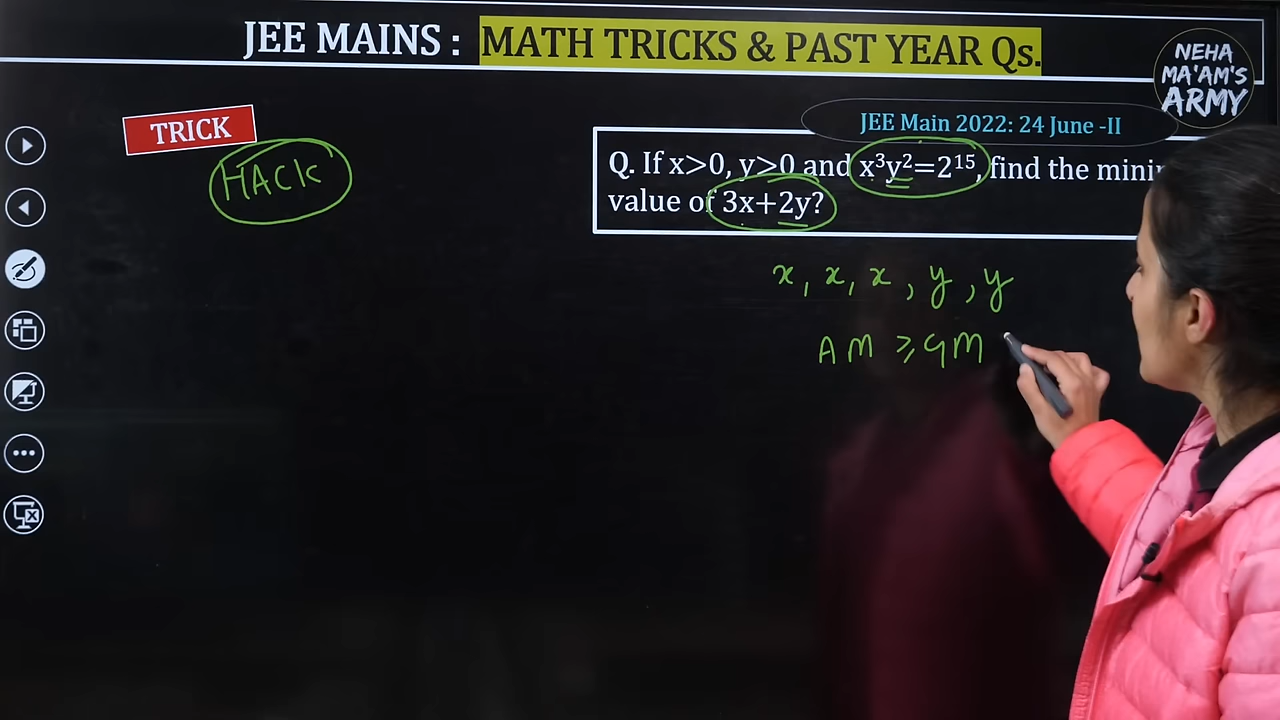 JEE MAINS : MATH TRICKS & PAST YEAR Qs.
NEHA
MA'AM'S
ARMY
TRICK
HACK
JEE Main 2022: 24 June -II
Q. If x>0, y>0 and x³y²=2¹⁵, find the
value of 3x+2y?
x, x, x, y, y
AM ≥ GM